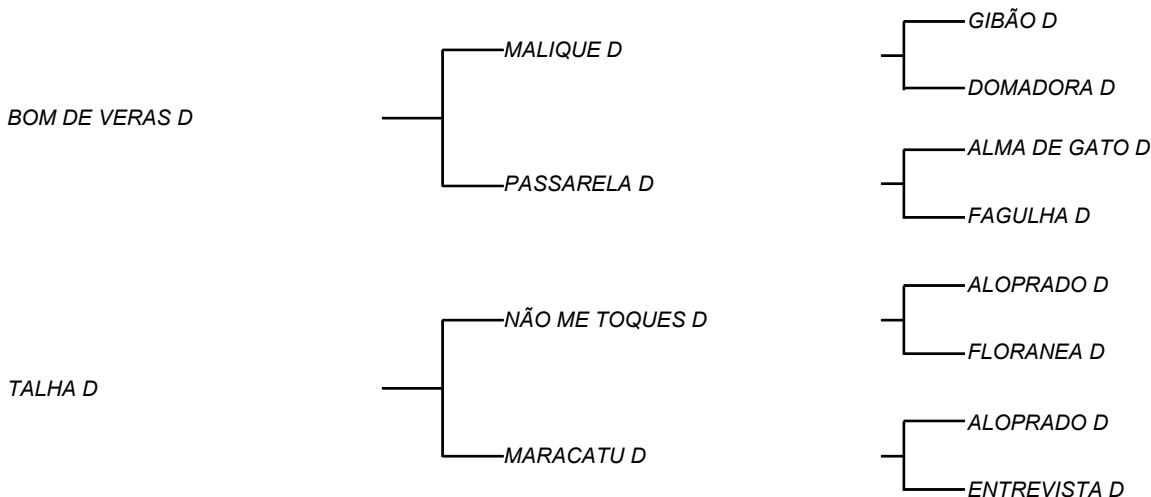 GIBÃO D
MALIQUE D
DOMADORA D
BOM DE VERAS D
ALMA DE GATO D
PASSARELA D
FAGULHA D
ALOPRADO D
NÃO ME TOQUES D
FLORANEA D
TALHA D
ALOPRADO D
MARACATU D
ENTREVISTA D